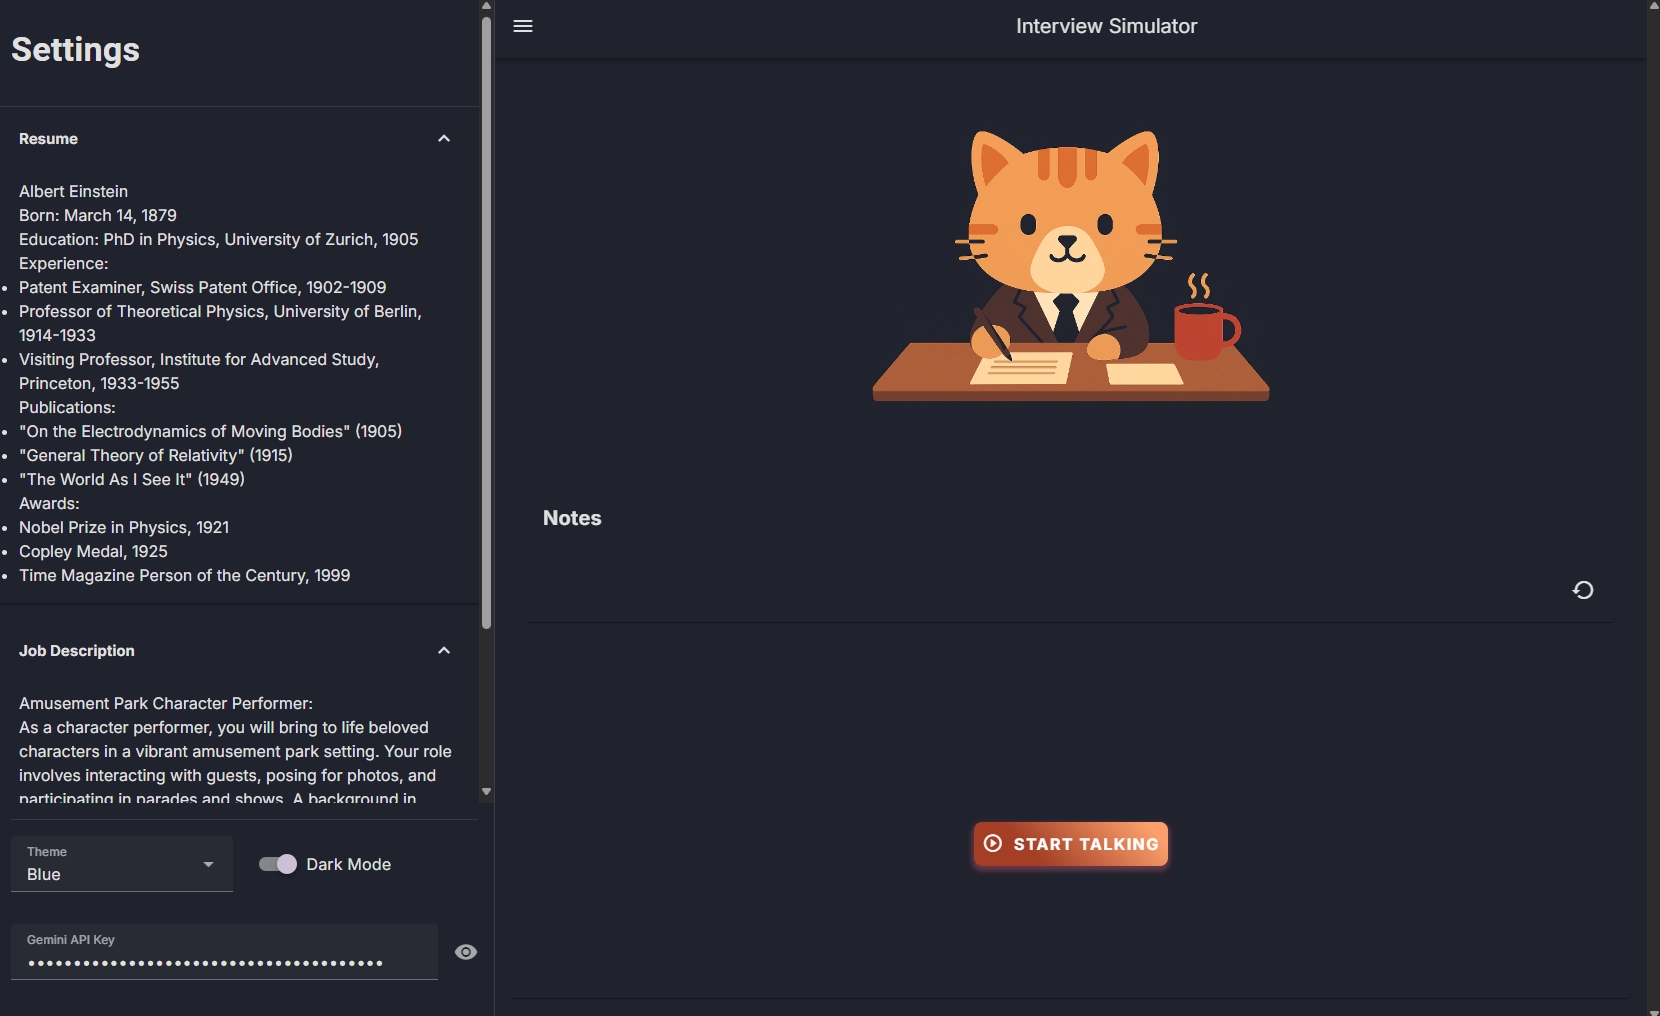 Settings
Resume
Albert Einstein
Born: March 14, 1879
Education: PhD in Physics, University of Zurich, 1905
Experience:
• Patent Examiner, Swiss Patent Office, 1902-1909
• Professor of Theoretical Physics, University of Berlin,
1914-1933
• Visiting Professor, Institute for Advanced Study,
Princeton, 1933-1955
Publications:
• "On the Electrodynamics of Moving Bodies" (1905)
• "General Theory of Relativity" (1915)
• "The World As I See It" (1949)
Awards:
• Nobel Prize in Physics, 1921
• Copley Medal, 1925
• Time Magazine Person of the Century, 1999
Job Description
Amusement Park Character Performer:
As a character performer, you will bring to life beloved
characters in a vibrant amusement park setting. Your role
involves interacting with guests, posing for photos, and
participating in parades and shows. A background in
Theme
Blue
Dark Mode
Gemini API Key
Interview Simulator
Notes
START TALKING